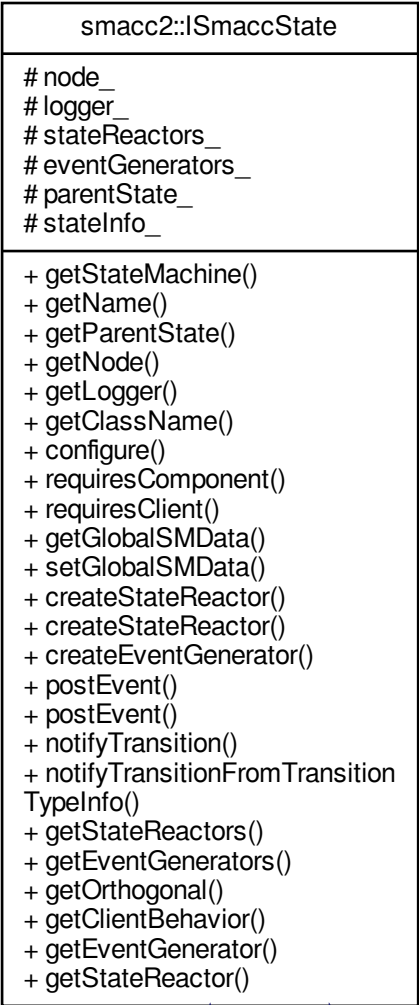 smacc2::ISmaccState
# node_
# logger_
# stateReactors_
# eventGenerators_
# parentState_
# stateInfo_
+ getStateMachine()
+ getName()
+ getParentState()
+ getNode()
+ getLogger()
+ getClassName()
+ configure()
+ requiresComponent()
+ requiresClient()
+ getGlobalSMData()
+ setGlobalSMData()
+ createStateReactor()
+ createStateReactor()
+ createEventGenerator()
+ postEvent()
+ postEvent()
+ notifyTransition()
+ notifyTransitionFromTransition
TypeInfo()
+ getStateReactors()
+ getEventGenerators()
+ getOrthogonal()
+ getClientBehavior()
+ getEventGenerator()
+ getStateReactor()